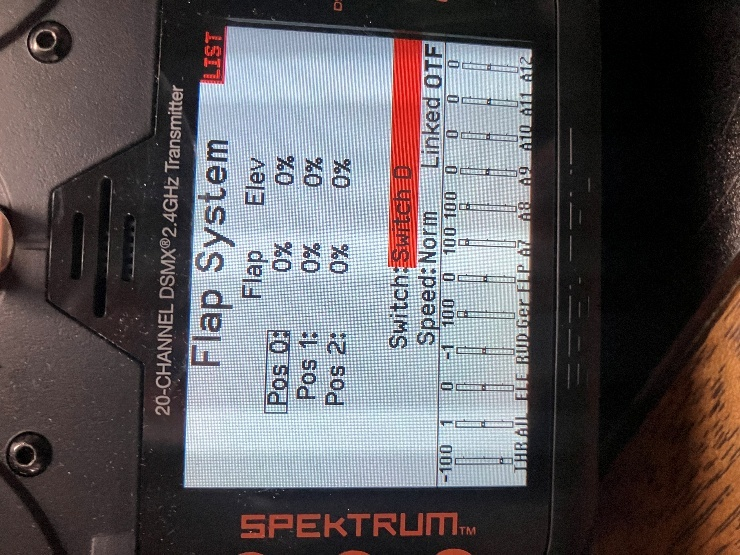 20-CHANNEL DSMX® 2.4GHz Transmitter
Flap System LIST
Flap Elev
Pos 0: 0% 0%
Pos 1: 0% 0%
Pos 2: 0% 0%
Switch: Switch D
Speed: Norm Linked OTF
-100 1 0 -1 100 0 100 100 0 0 0 0
THR AIL ELE RUD Ger FLP A7 A8 A9 A10 A11 A12
SPEKTRUM™